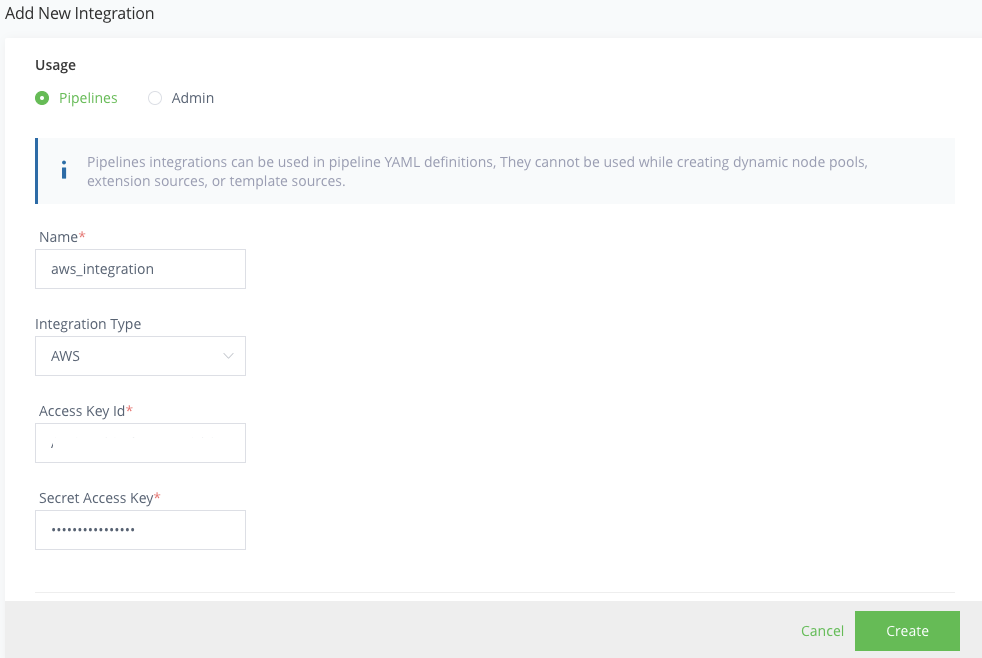 Add New Integration
Usage
Pipelines
Admin
Pipelines integrations can be used in pipeline YAML definitions, They cannot be used while creating dynamic node pools,
extension sources, or template sources.
Name*
aws_integration
Integration Type
AWS
Access Key Id*
,
Secret Access Key*
••••••••••••••••
Cancel
Create